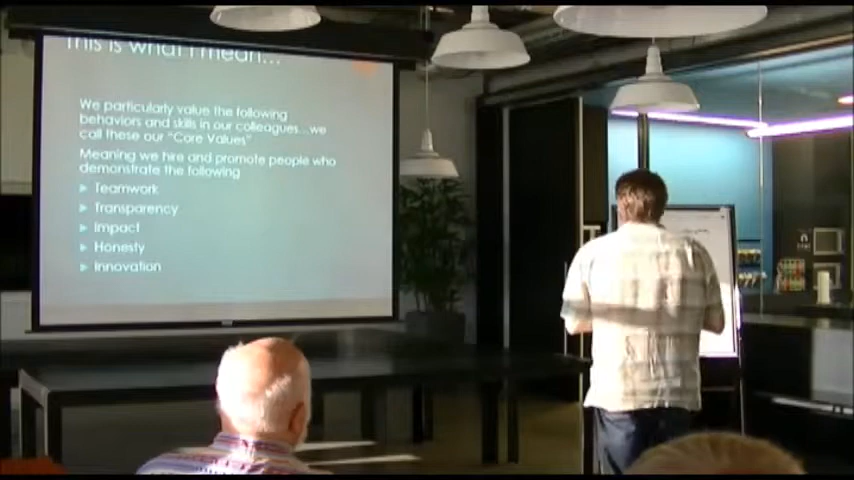 This is what I mean...
We particularly value the following
behaviors and skills in our colleagues...we
call these our "Core Values"
Meaning we hire and promote people who
demonstrate the following
Teamwork
Transparency
Impact
Honesty
Innovation